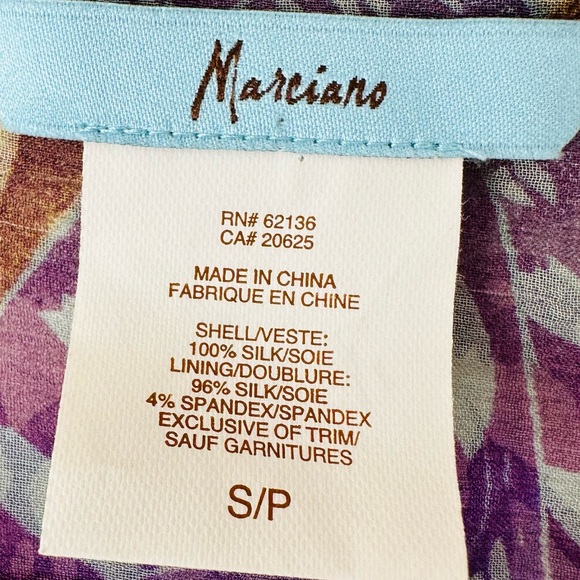 Marciano
RN# 62136
CA# 20625
MADE IN CHINA
FABRIQUE EN CHINE
SHELL/VESTE:
100% SILK/SOIE
LINING/DOUBLURE:
96% SILK/SOIE
4% SPANDEX/SPANDEX
EXCLUSIVE OF TRIM/
SAUF GARNITURES
S/P